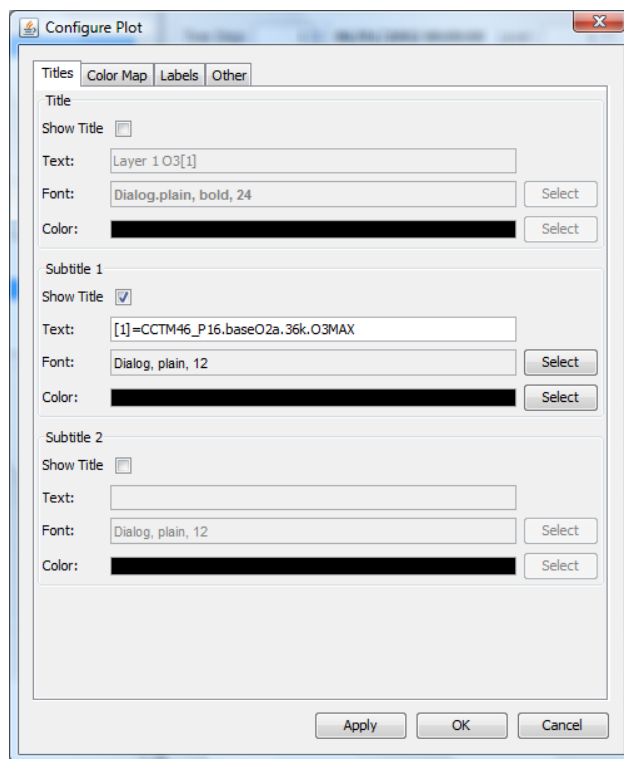 Configure Plot
Titles Color Map Labels Other
Title
Show Title
Text: Layer 1 O3[1]
Font: Dialog.plain, bold, 24 Select
Color: Select
Subtitle 1
Show Title
Text: [1]=CCTM46_P16.baseO2a.36k.O3MAX
Font: Dialog, plain, 12 Select
Color: Select
Subtitle 2
Show Title
Text:
Font: Dialog, plain, 12 Select
Color: Select
Apply OK Cancel